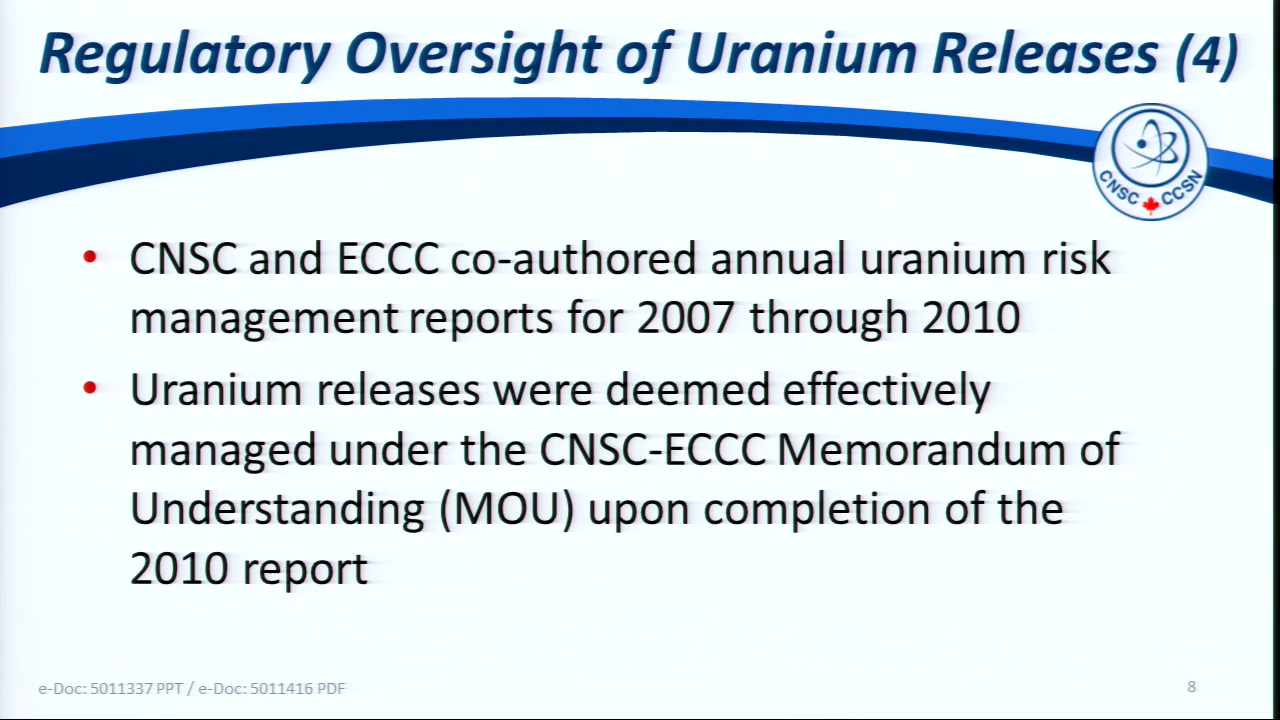 Regulatory Oversight of Uranium Releases (4)
CNSC CCSN
• CNSC and ECCC co-authored annual uranium risk
management reports for 2007 through 2010
• Uranium releases were deemed effectively
managed under the CNSC-ECCC Memorandum of
Understanding (MOU) upon completion of the
2010 report
e-Doc: 5011337 PPT / e-Doc: 5011416 PDF
8